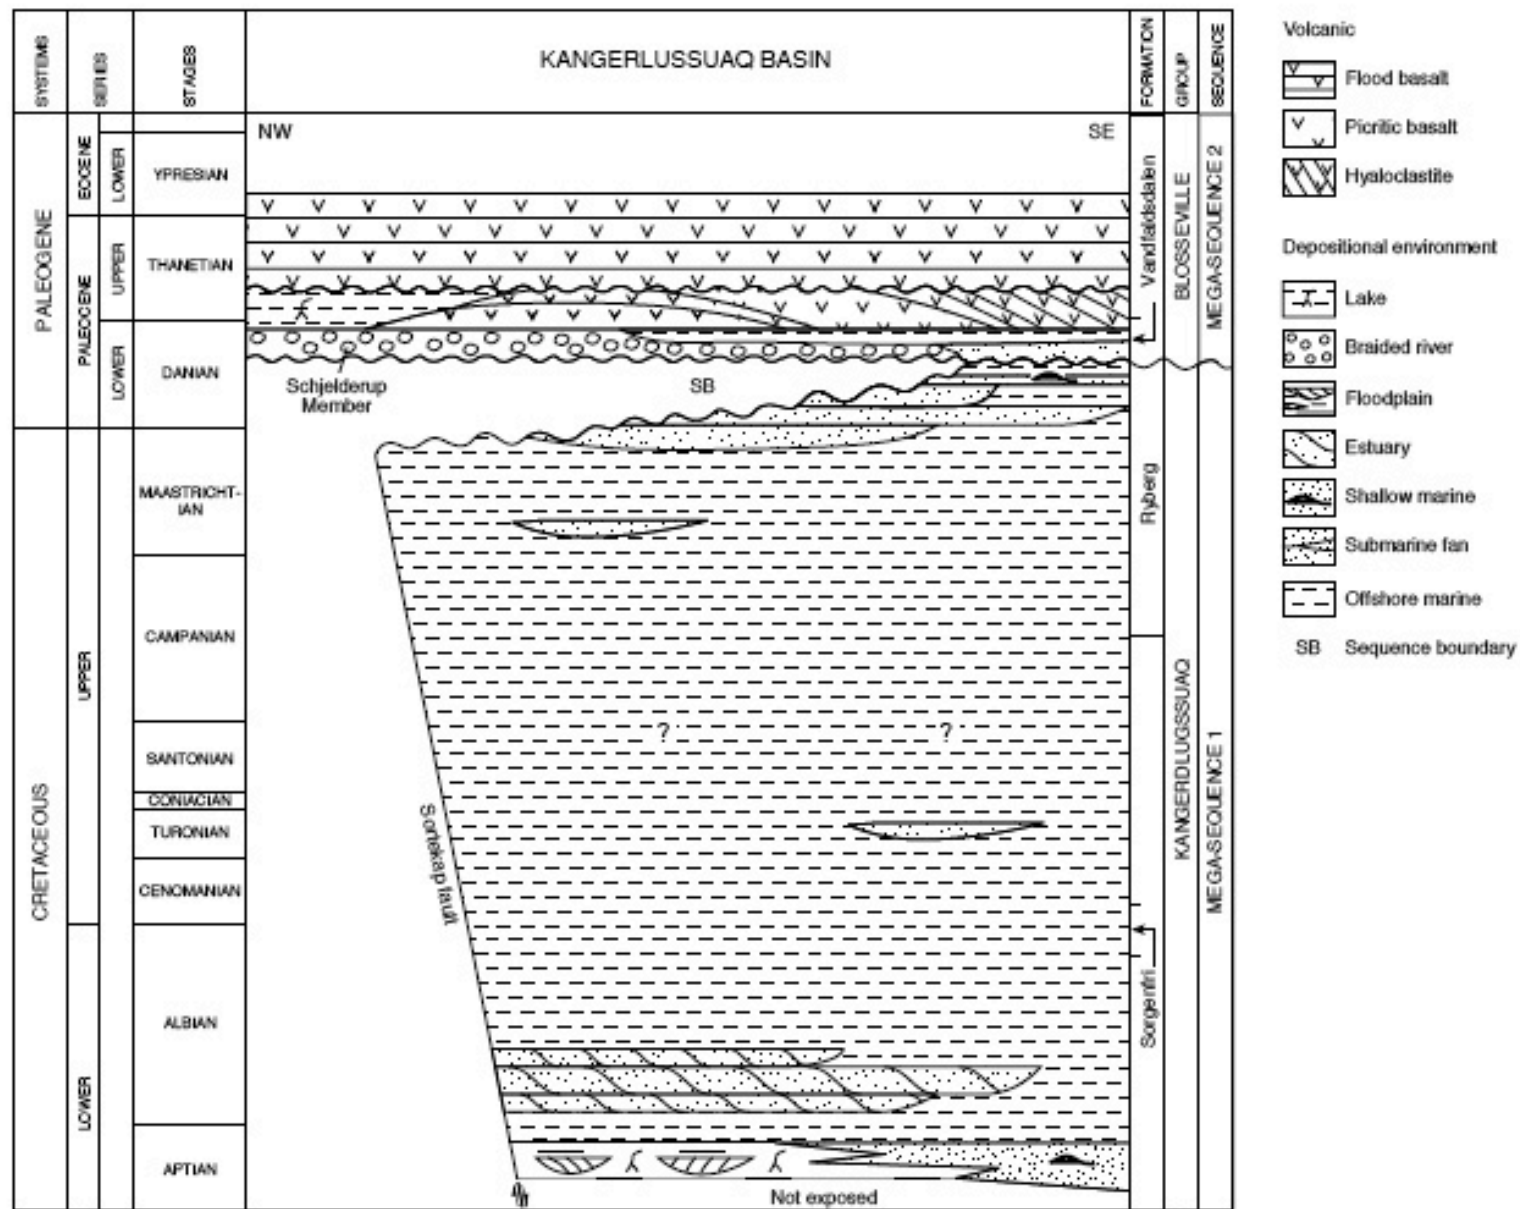 SYSTEMS
SERIES
STAGES
KANGERLUSSUAQ BASIN
FORMATION
GROUP
SEQUENCE
NW
SE
PALEOGENE
EOCENE
LOWER
YPRESIAN
PALEOCENE
UPPER
THANETIAN
LOWER
DANIAN
Schjelderup
Member
SB
CRETACEOUS
UPPER
MAASTRICHT-
IAN
CAMPANIAN
SANTONIAN
CONIACIAN
TURONIAN
CENOMANIAN
LOWER
ALBIAN
APTIAN
? ?
Sortekap fault
Not exposed
Vandfaldsdalen
Ryberg
Sorgenfri
BLOSSEVILLE
KANGERDLUGSSUAQ
MEGA-SEQUENCE 2
MEGA-SEQUENCE 1
Volcanic
Flood basalt
Picritic basalt
Hyaloclastite
Depositional environment
Lake
Braided river
Floodplain
Estuary
Shallow marine
Submarine fan
Offshore marine
SB Sequence boundary